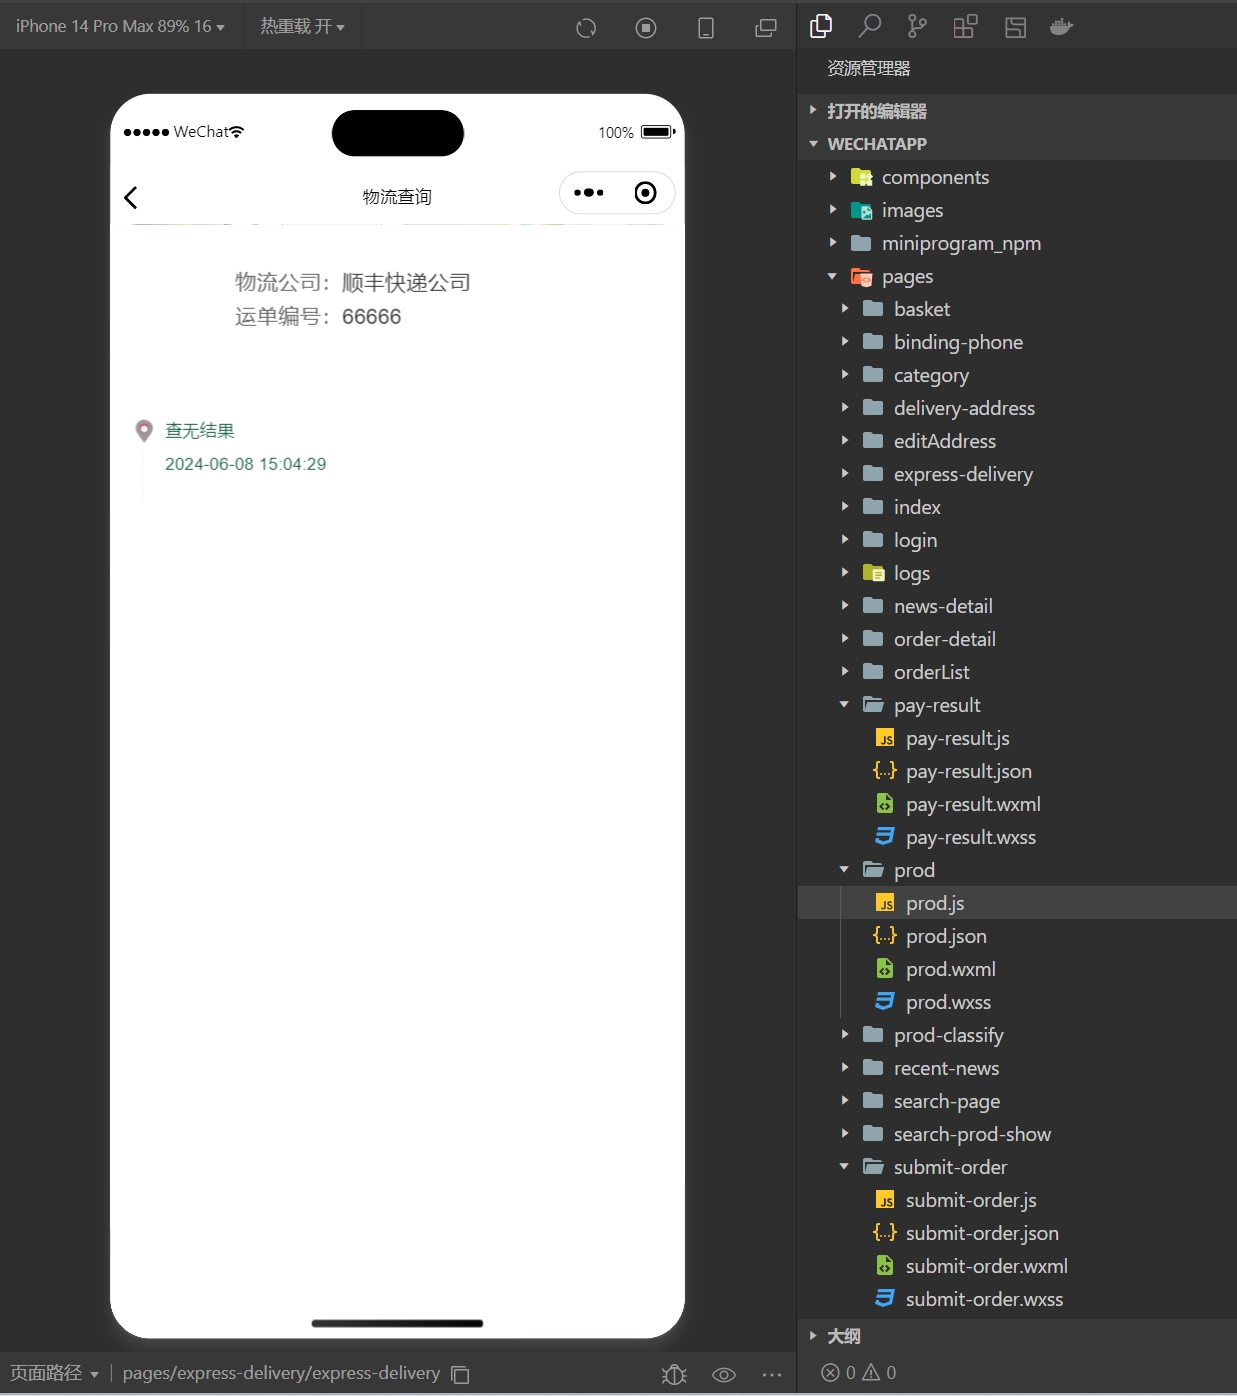 iPhone 14 Pro Max 89% 16
热重载 开
WeChat
100%
物流查询
物流公司：顺丰快递公司
运单编号：66666
查无结果
2024-06-08 15:04:29
页面路径
pages/express-delivery/express-delivery
资源管理器
打开的编辑器
WECHATAPP
components
images
miniprogram_npm
pages
basket
binding-phone
category
delivery-address
editAddress
express-delivery
index
login
logs
news-detail
order-detail
orderList
pay-result
pay-result.js
pay-result.json
pay-result.wxml
pay-result.wxss
prod
prod.js
prod.json
prod.wxml
prod.wxss
prod-classify
recent-news
search-page
search-prod-show
submit-order
submit-order.js
submit-order.json
submit-order.wxml
submit-order.wxss
大纲
0 0